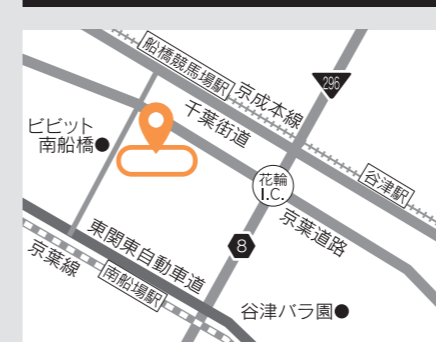 船橋競馬場駅
京成本線
296
千葉街道
ビビット
南船橋
谷津駅
花輪
I.C.
京葉道路
東関東自動車道
8
京葉線
南船場駅
谷津バラ園